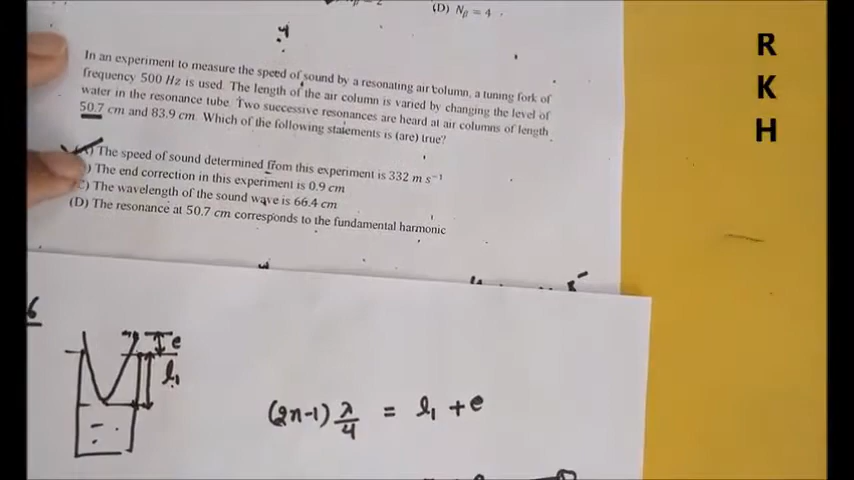 (D) Nβ = 4
In an experiment to measure the speed of sound by a resonating air column, a tuning fork of
frequency 500 Hz is used. The length of the air column is varied by changing the level of
water in the resonance tube. Two successive resonances are heard at air columns of length
50.7 cm and 83.9 cm. Which of the following statements is (are) true?
The speed of sound determined from this experiment is 332 m s⁻¹
) The end correction in this experiment is 0.9 cm
C) The wavelength of the sound wave is 66.4 cm
(D) The resonance at 50.7 cm corresponds to the fundamental harmonic
R
K
H
6
e
l₁
(2n-1) λ/4 = l₁ + e